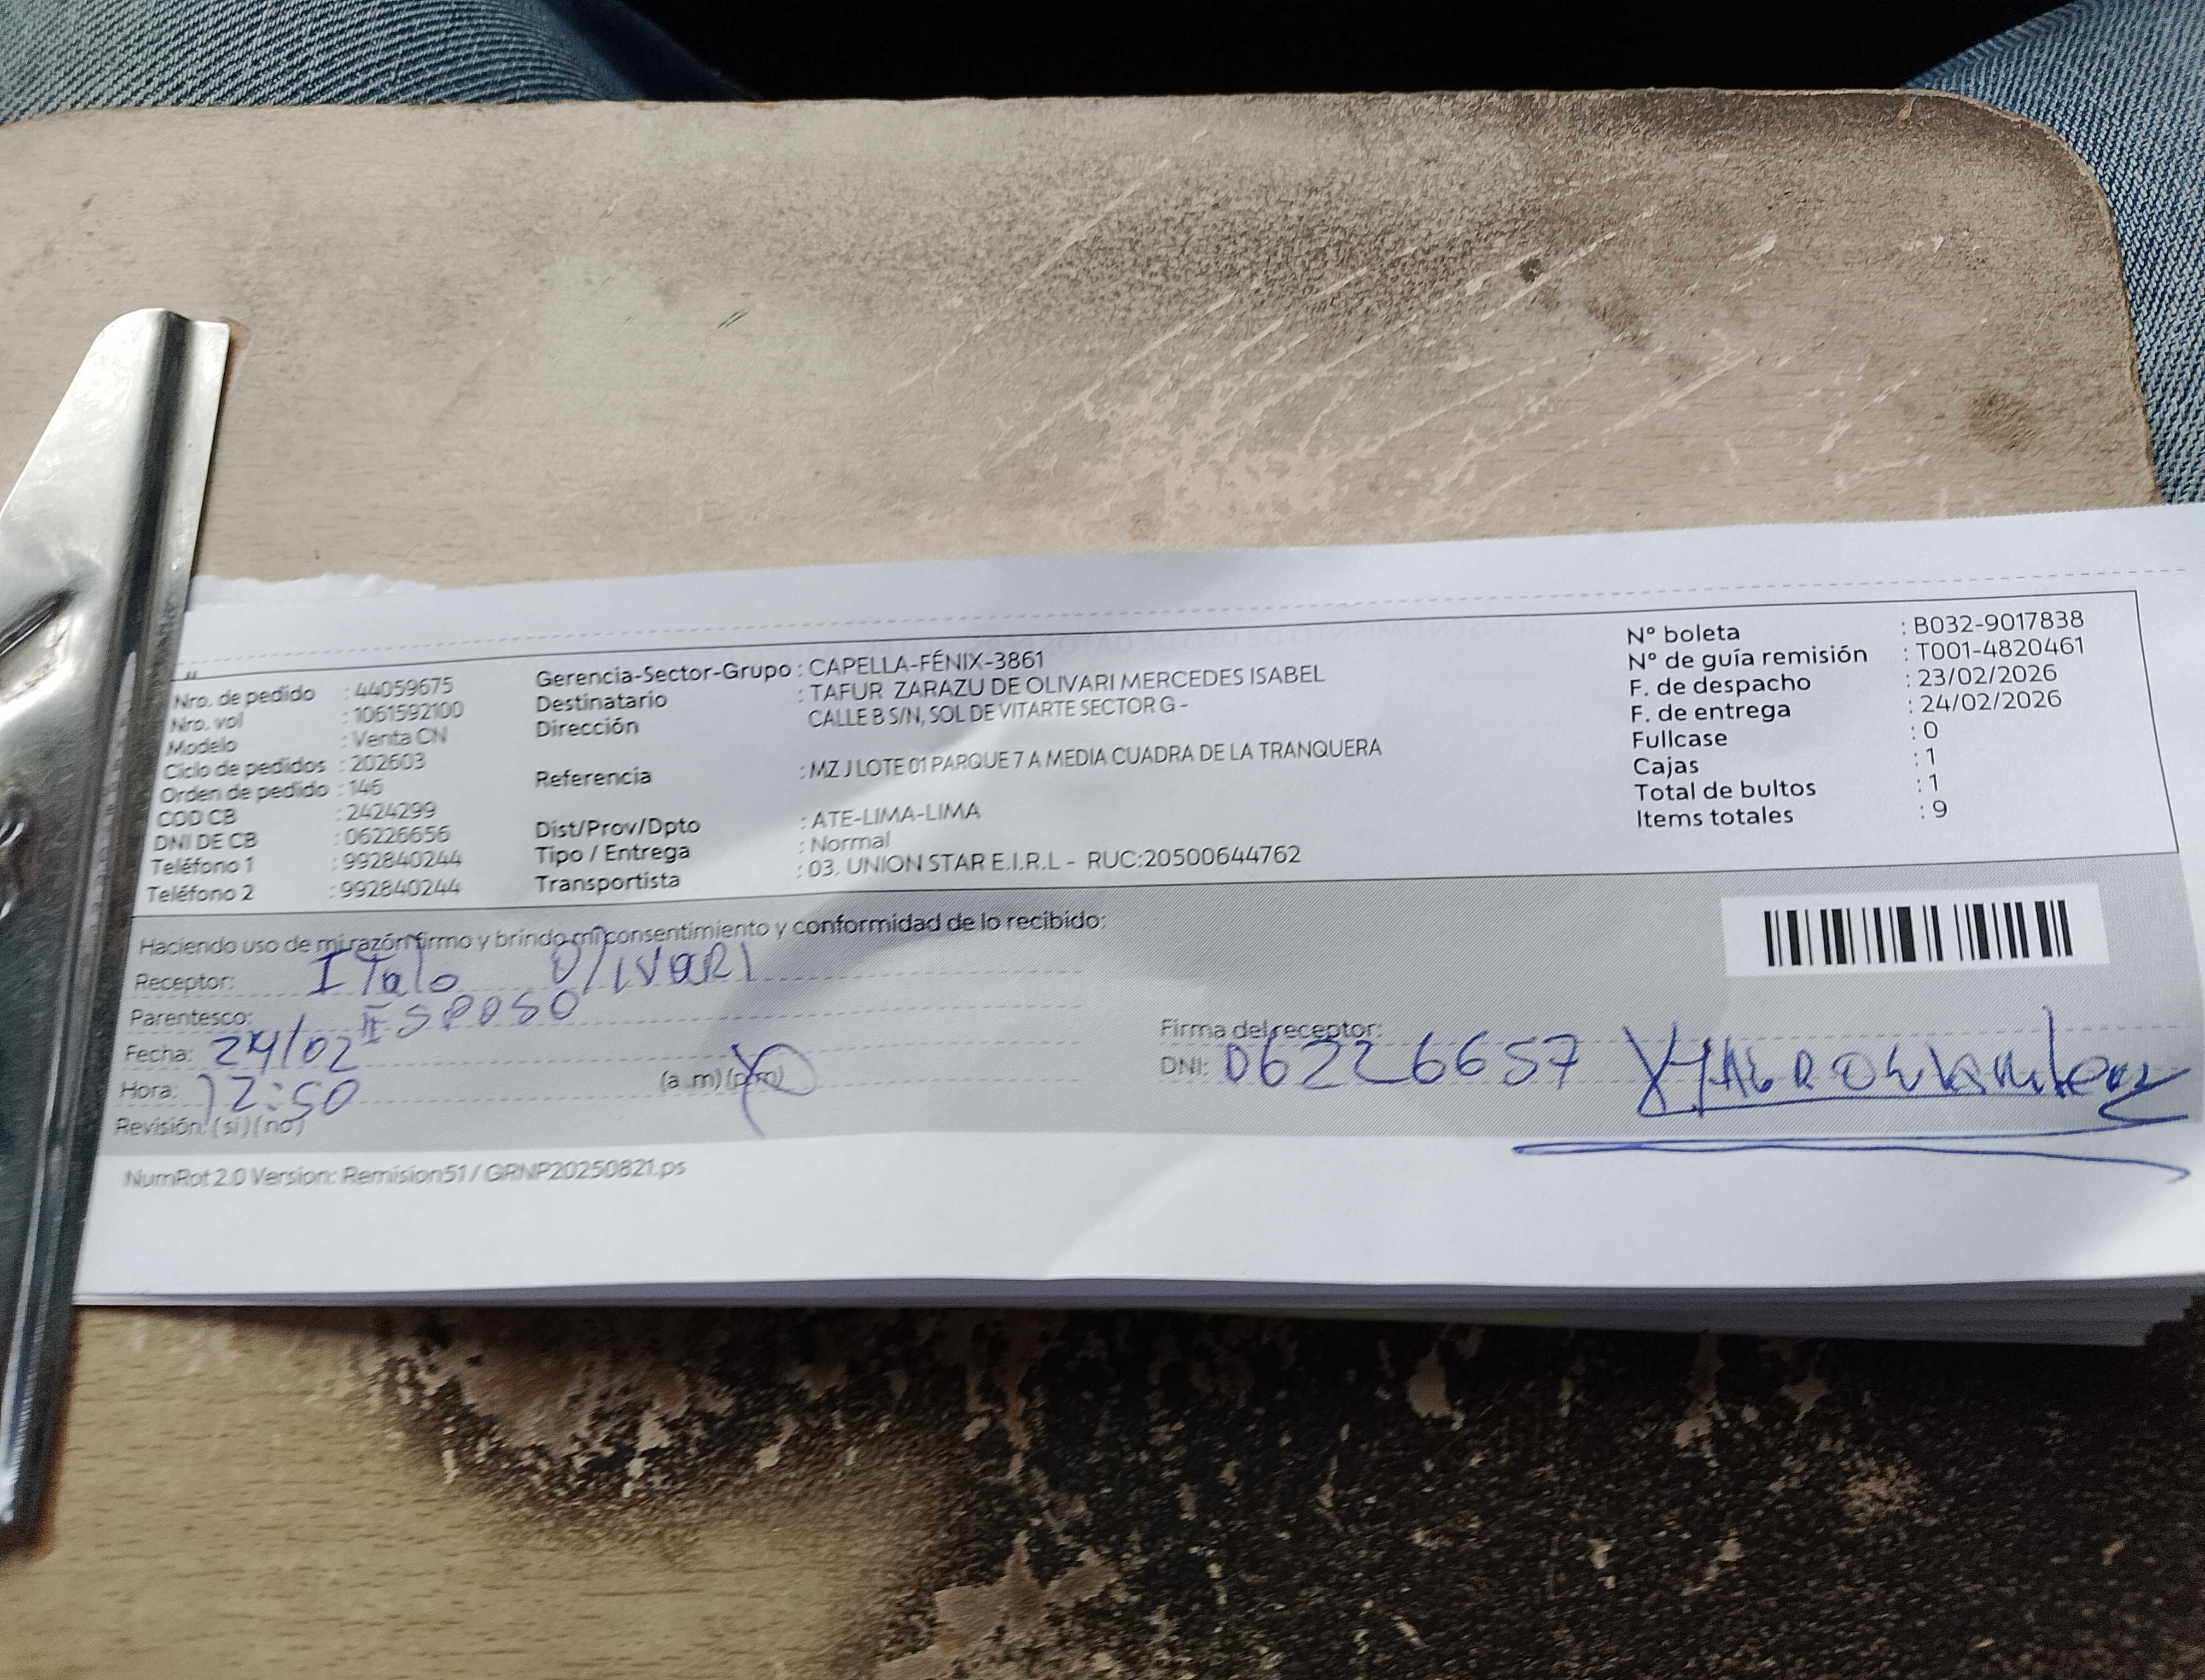 Nro. de pedido : 44059675
Nro. vol : 1061592100
Modelo : Venta CN
Ciclo de pedidos : 202603
Orden de pedido : 146
COD CB : 2424299
DNI DE CB : 06226656
Teléfono 1 : 992840244
Teléfono 2 : 992840244
Gerencia-Sector-Grupo : CAPELLA-FÉNIX-3861
Destinatario : TAFUR ZARAZU DE OLIVARI MERCEDES ISABEL
Dirección CALLE B S/N, SOL DE VITARTE SECTOR G -
Referencia : MZ J LOTE 01 PARQUE 7 A MEDIA CUADRA DE LA TRANQUERA
Dist/Prov/Dpto : ATE-LIMA-LIMA
Tipo / Entrega : Normal
Transportista : 03. UNION STAR E.I.R.L - RUC:20500644762
N° boleta : B032-9017838
N° de guía remisión : T001-4820461
F. de despacho : 23/02/2026
F. de entrega : 24/02/2026
Fullcase : 0
Cajas : 1
Total de bultos : 1
Items totales : 9
Haciendo uso de mi razón firmo y brindo mi consentimiento y conformidad de lo recibido:
Receptor: ITalo OlivaRI
Parentesco: ESPOSO
Fecha: 24/02
Hora: 12:50 (a.m) (p.m)
Revisión: (si) (no)
Firma del receptor:
DNI: 06226657
NumRot 2.0 Version: Remision51 / GRNP20250821.ps